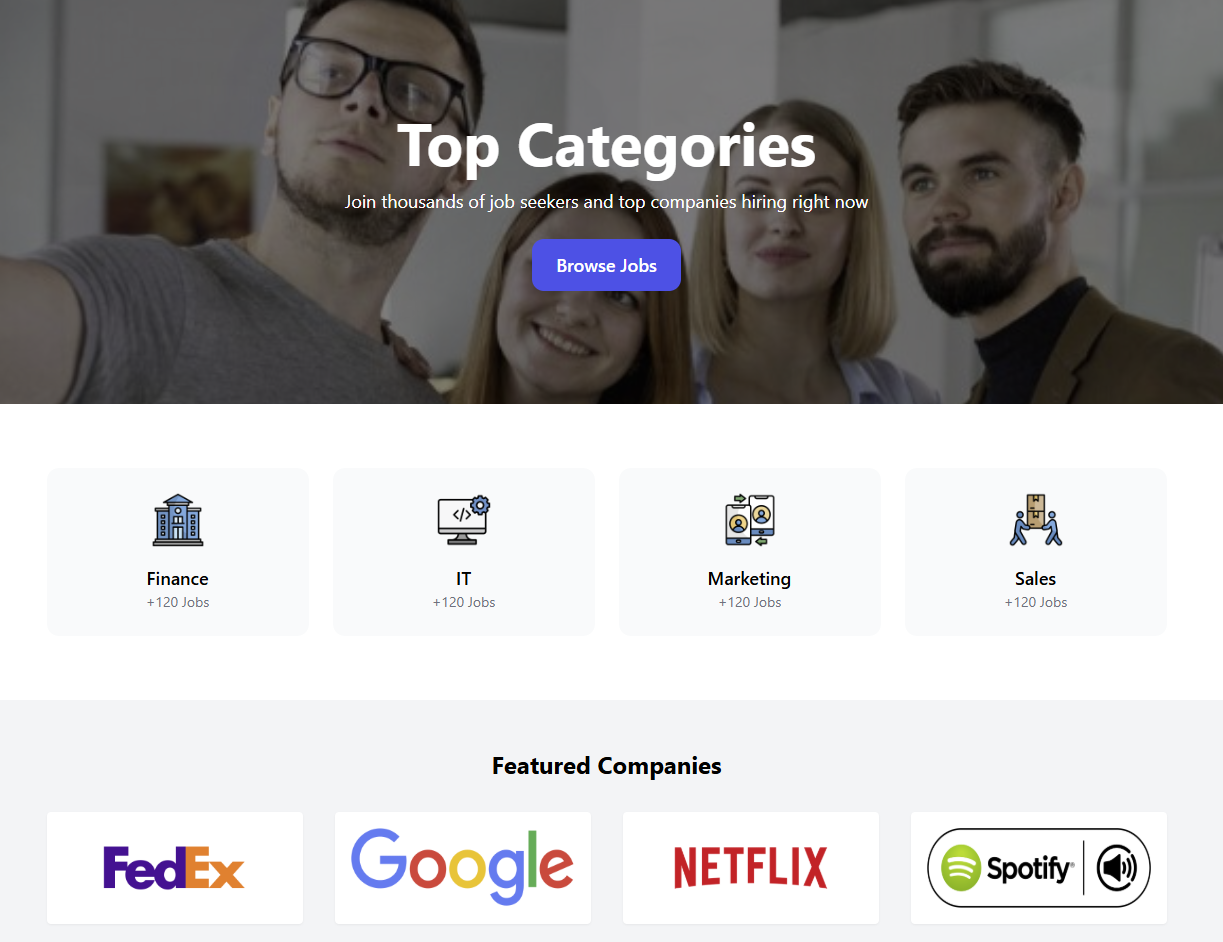 Top Categories
Join thousands of job seekers and top companies hiring right now
Browse Jobs
</>
Finance
IT
Marketing
Sales
+120 Jobs
+120 Jobs
+120 Jobs
+120 Jobs
Featured Companies
FedEx
Google
NETFLIX
Spotify®